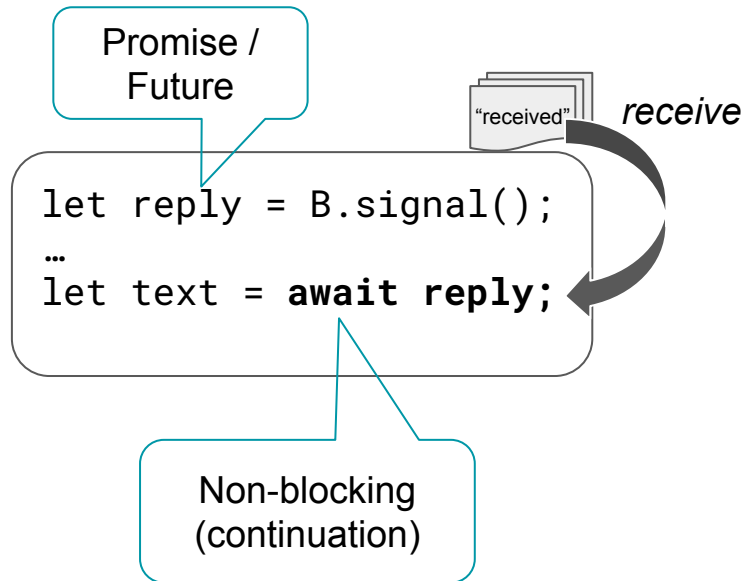 Promise /
Future
“received”
receive
let reply = B.signal();
…
let text = await reply;
Non-blocking
(continuation)